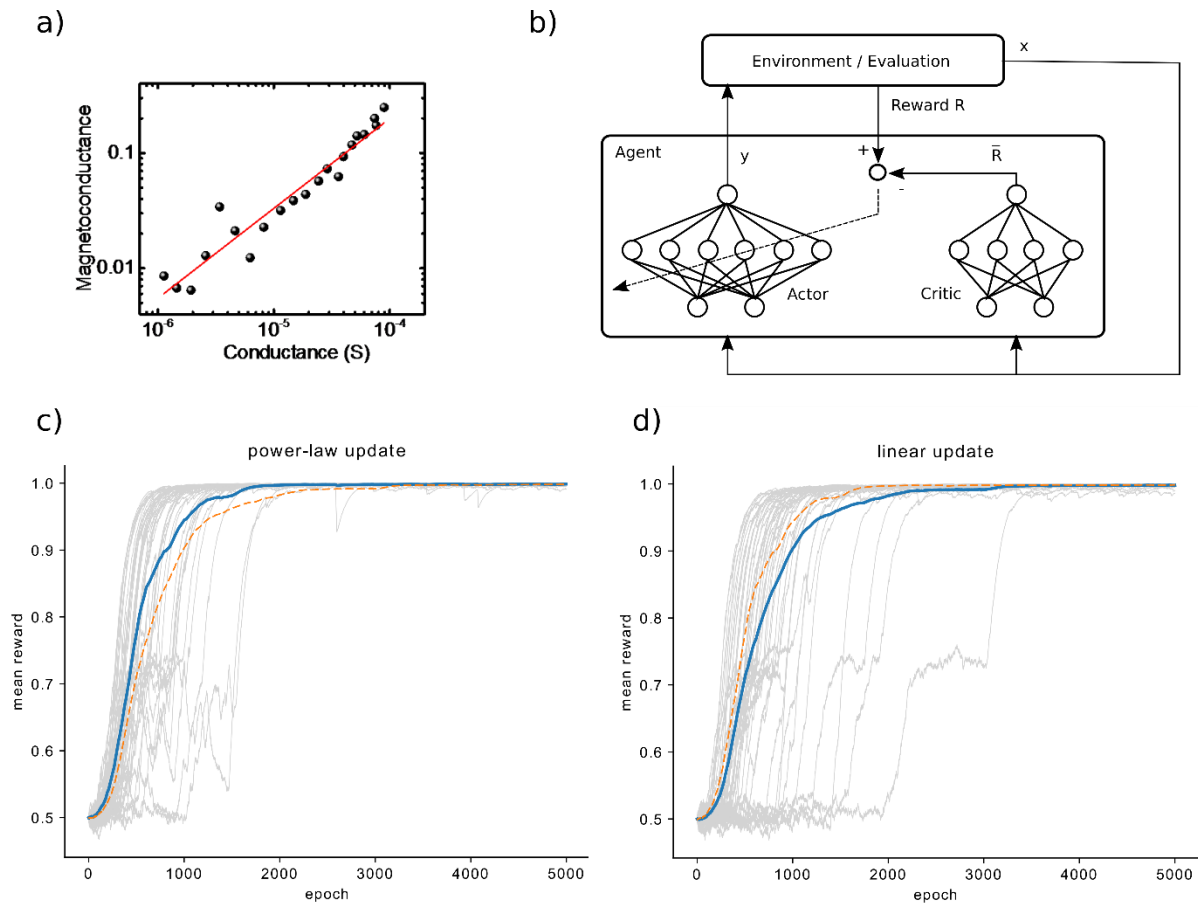 a)
Magnetoconductance
0.1
0.01
10⁻⁶ 10⁻⁵ 10⁻⁴
Conductance (S)
b)
x
Environment / Evaluation
Reward R
Agent
y
+
R̄
-
Actor
Critic
c)
power-law update
mean reward
1.0
0.9
0.8
0.7
0.6
0.5
0 1000 2000 3000 4000 5000
epoch
d)
linear update
mean reward
1.0
0.9
0.8
0.7
0.6
0.5
0 1000 2000 3000 4000 5000
epoch